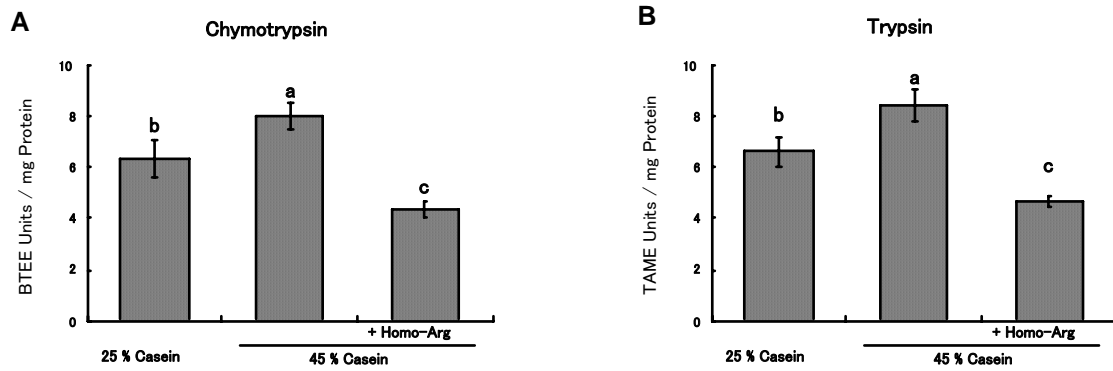 A
Chymotrypsin
BTEE Units / mg Protein
10
8
6
4
2
0
b
a
c
+ Homo-Arg
25 % Casein
45 % Casein
B
Trypsin
TAME Units / mg Protein
10
8
6
4
2
0
b
a
c
+ Homo-Arg
25 % Casein
45 % Casein